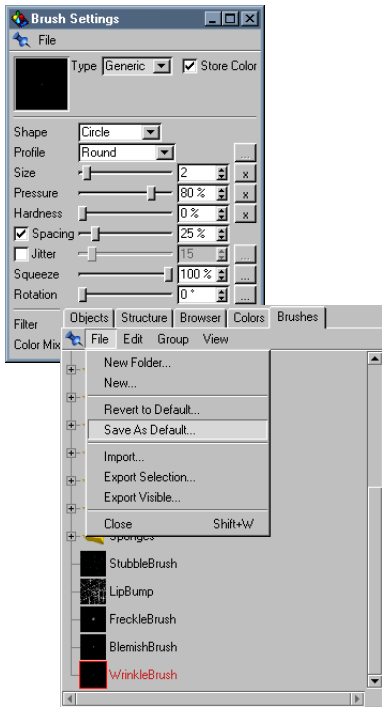 Brush Settings
File
Type Generic Store Color
Shape Circle
Profile Round ...
Size 2 x
Pressure 80 % x
Hardness 0 % x
Spacing 25 %
Jitter 15 ...
Squeeze 100 % ...
Rotation 0 ° ...
Filter
Color Mix
Objects Structure Browser Colors Brushes
File Edit Group View
New Folder...
New...
Revert to Default...
Save As Default...
Import...
Export Selection...
Export Visible...
Close Shift+W
Sponges
StubbleBrush
LipBump
FreckleBrush
BlemishBrush
WrinkleBrush